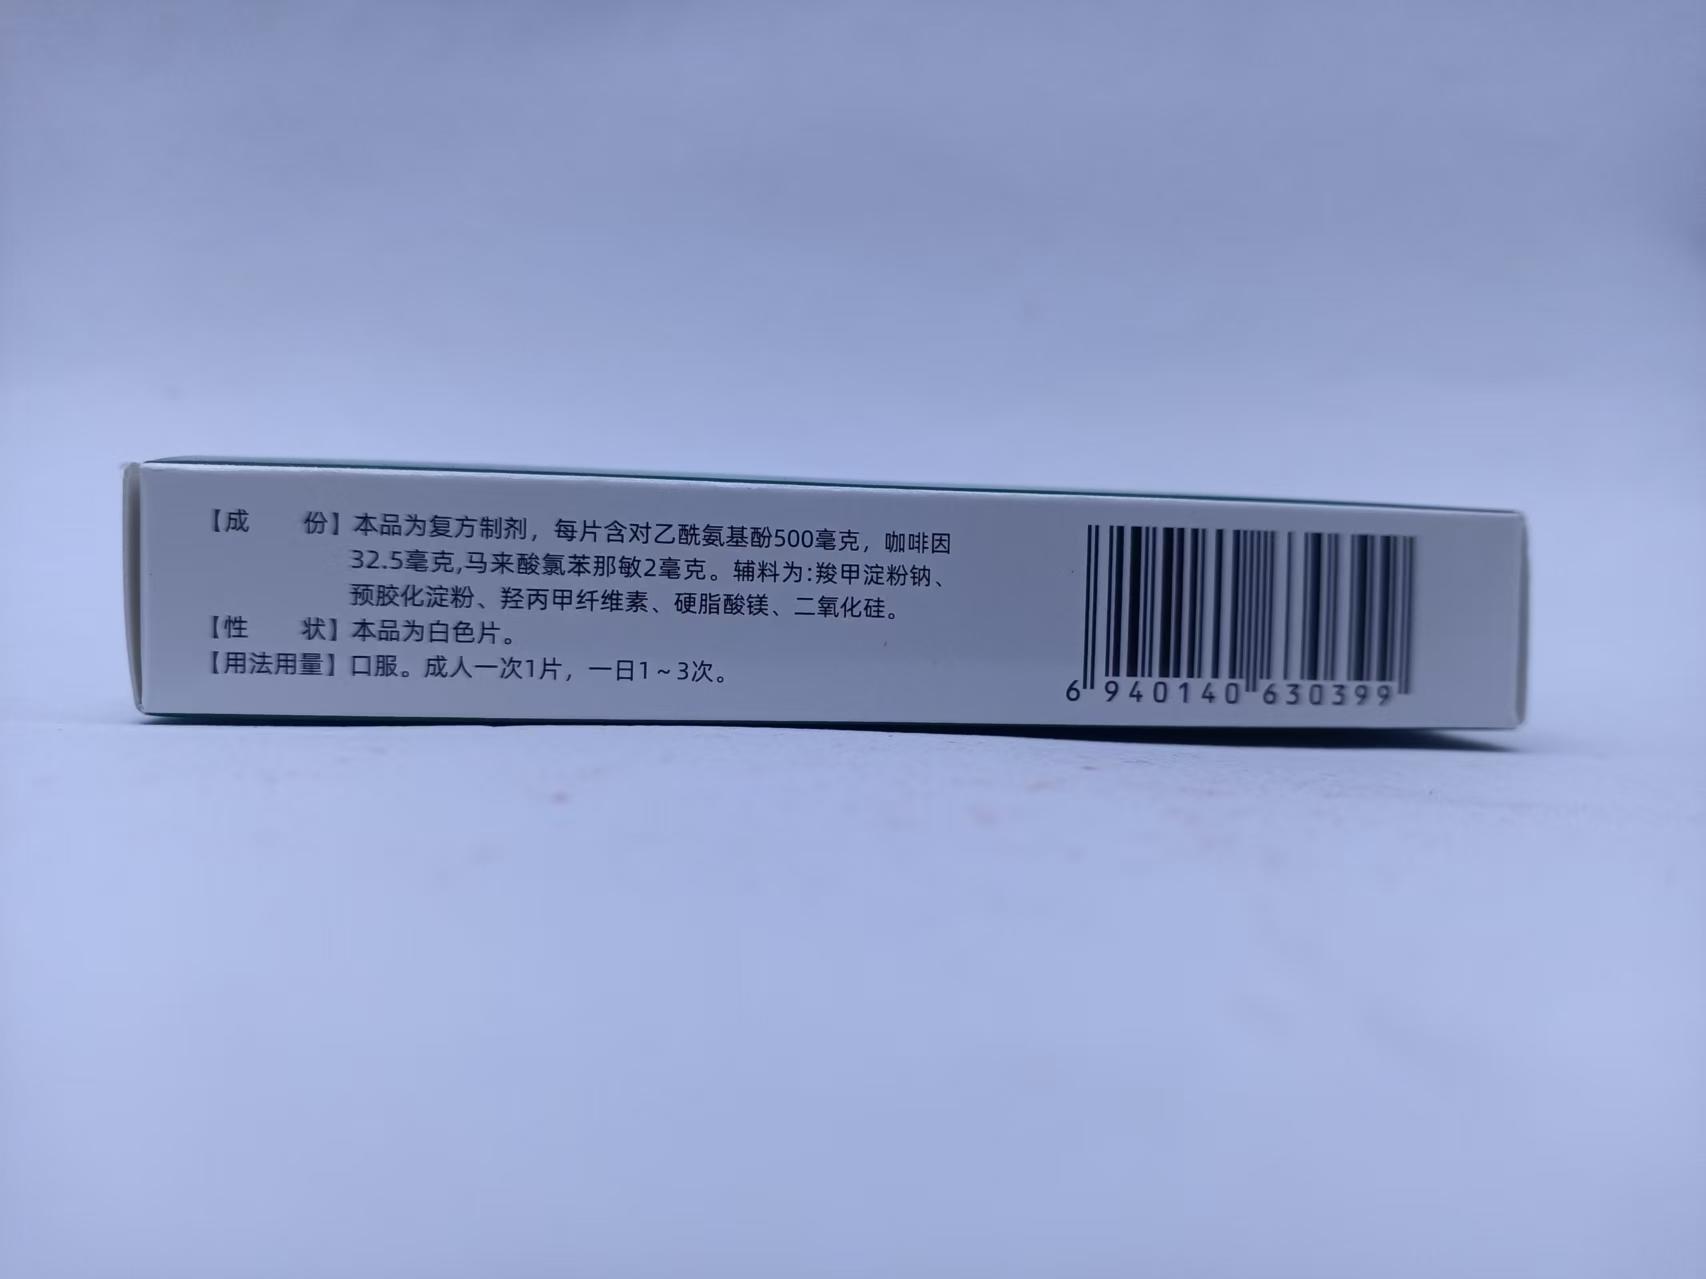 【成 份】本品为复方制剂，每片含对乙酰氨基酚500毫克，咖啡因
32.5毫克,马来酸氯苯那敏2毫克。辅料为:羧甲淀粉钠、
预胶化淀粉、羟丙甲纤维素、硬脂酸镁、二氧化硅。
【性 状】本品为白色片。
【用法用量】口服。成人一次1片，一日1~3次。
6 940140 630399